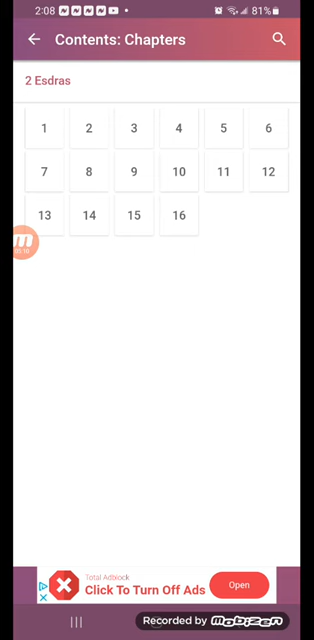 2:08 81%
Contents: Chapters
2 Esdras
1 2 3 4 5 6
7 8 9 10 11 12
13 14 15 16
Total Adblock
Click To Turn Off Ads
Open
Recorded by mobizen